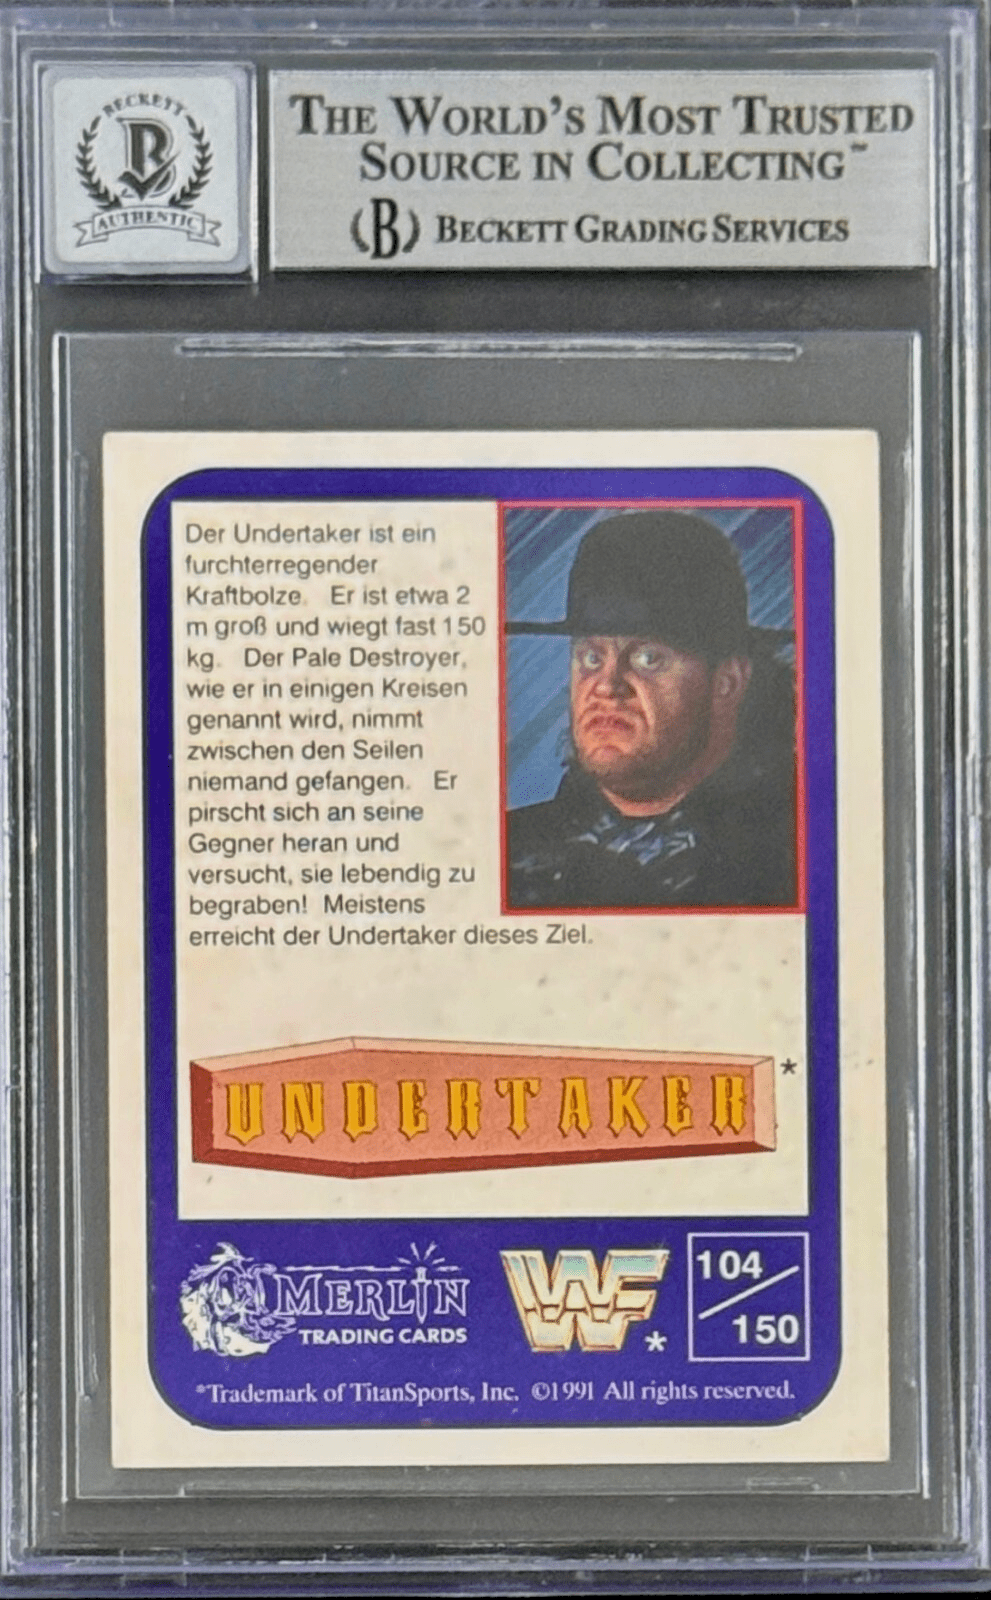 BECKETT
B
AUTHENTIC
THE WORLD'S MOST TRUSTED
SOURCE IN COLLECTING™
(B) BECKETT GRADING SERVICES
Der Undertaker ist ein
furchterregender
Kraftbolze. Er ist etwa 2
m groß und wiegt fast 150
kg. Der Pale Destroyer,
wie er in einigen Kreisen
genannt wird, nimmt
zwischen den Seilen
niemand gefangen. Er
pirscht sich an seine
Gegner heran und
versucht, sie lebendig zu
begraben! Meistens
erreicht der Undertaker dieses Ziel.
UNDERTAKER*
MERLIN
TRADING CARDS
WF*
104/150
*Trademark of TitanSports, Inc. ©1991 All rights reserved.